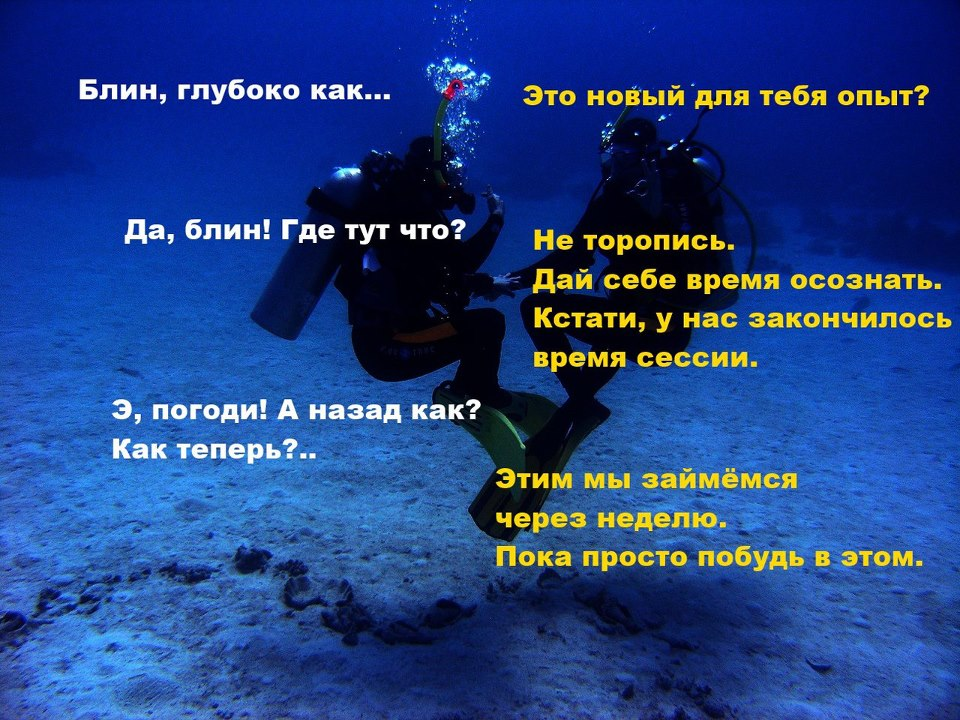 Блин, глубоко как...
Это новый для тебя опыт?
Да, блин! Где тут что?
Не торопись.
Дай себе время осознать.
Кстати, у нас закончилось
время сессии.
Э, погоди! А назад как?
Как теперь?..
Этим мы займёмся
через неделю.
Пока просто побудь в этом.